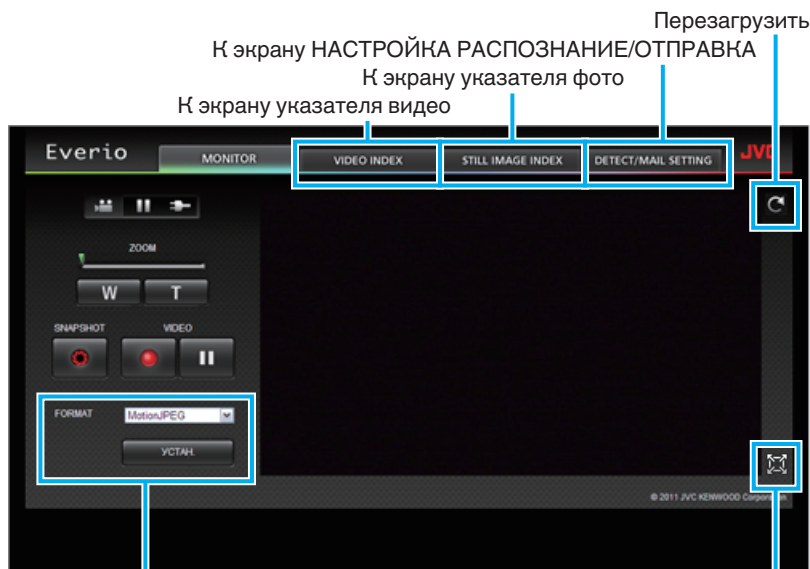 Перезагрузить
К экрану НАСТРОЙКА РАСПОЗНАНИЕ/ОТПРАВКА
К экрану указателя фото
К экрану указателя видео
Everio MONITOR VIDEO INDEX STILL IMAGE INDEX DETECT/MAIL SETTING JVC
ZOOM
W T
SNAPSHOT VIDEO
FORMAT MotionJPEG
УСТАН.
© 2011 JVC KENWOOD Corporation